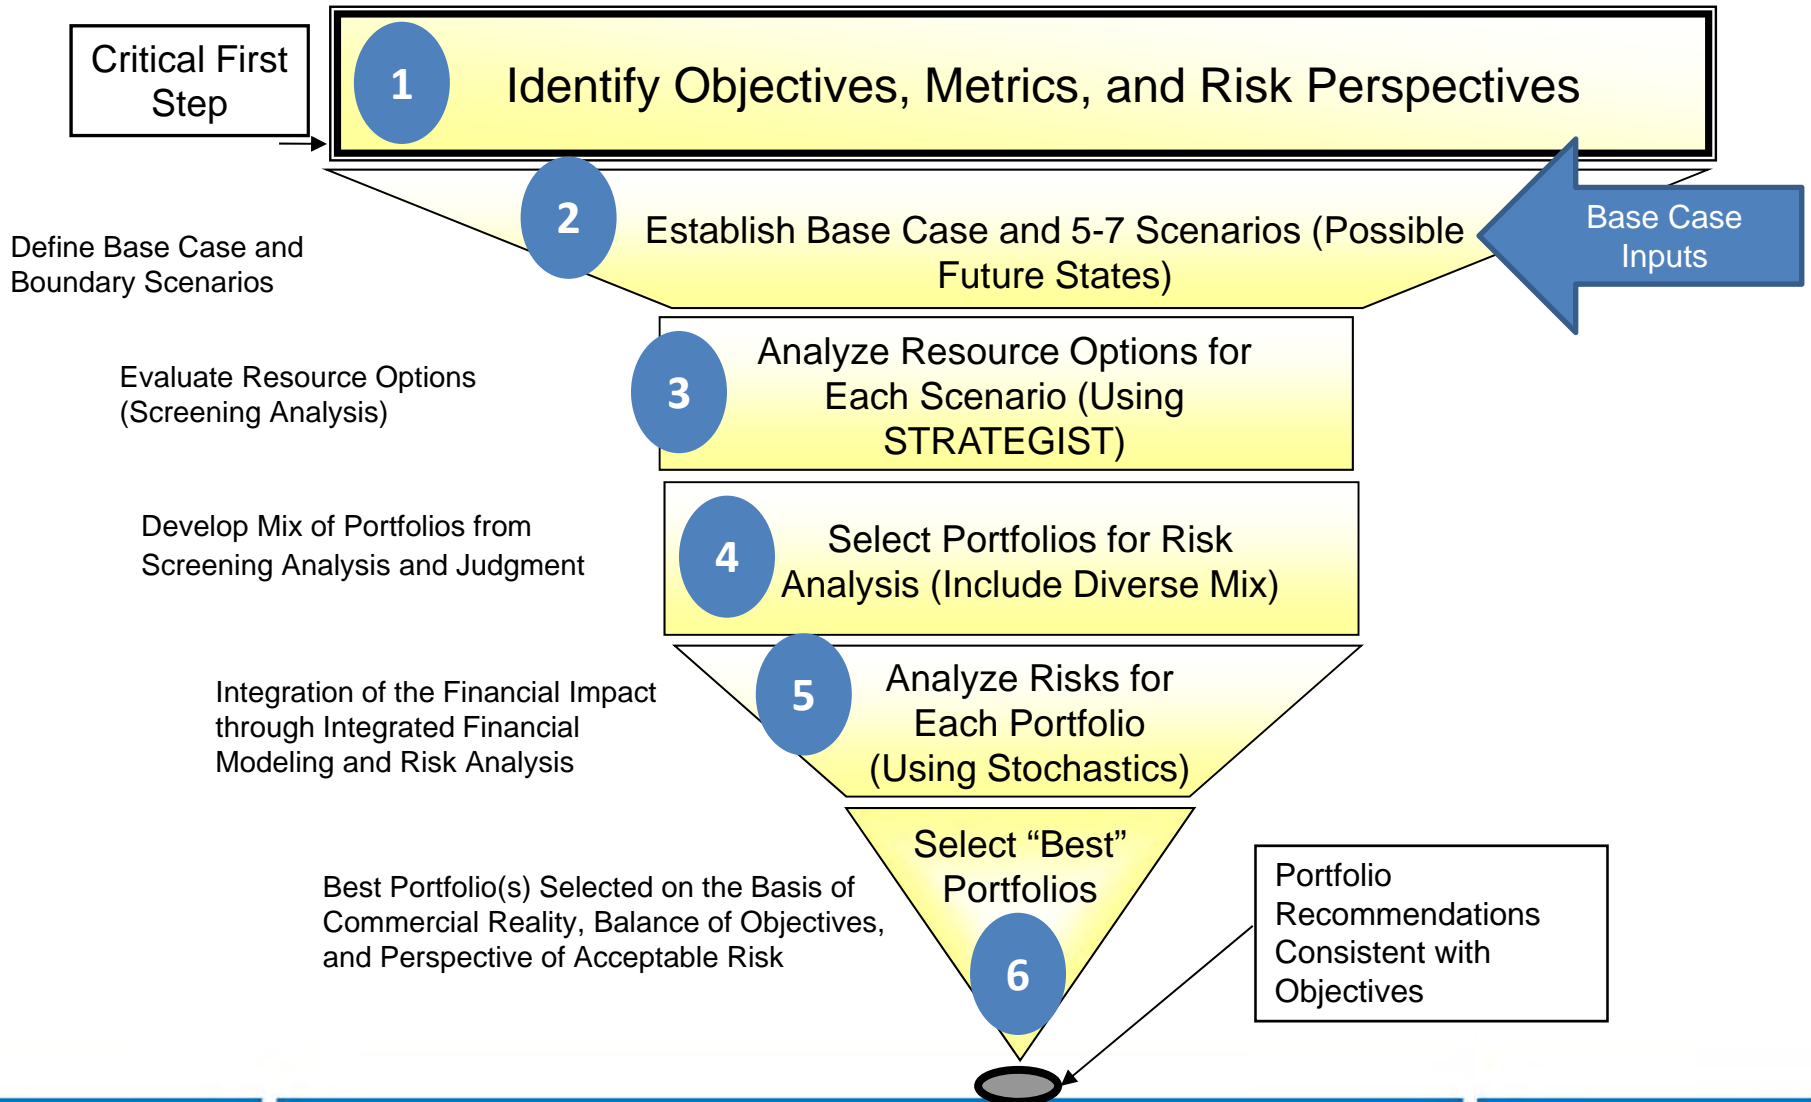 Critical First
Step
1
Identify Objectives, Metrics, and Risk Perspectives
2
Establish Base Case and 5-7 Scenarios (Possible
Future States)
Base Case
Inputs
Define Base Case and
Boundary Scenarios
3
Analyze Resource Options for
Each Scenario (Using
STRATEGIST)
Evaluate Resource Options
(Screening Analysis)
4
Select Portfolios for Risk
Analysis (Include Diverse Mix)
Develop Mix of Portfolios from
Screening Analysis and Judgment
5
Analyze Risks for
Each Portfolio
(Using Stochastics)
Integration of the Financial Impact
through Integrated Financial
Modeling and Risk Analysis
Select “Best”
Portfolios
6
Best Portfolio(s) Selected on the Basis of
Commercial Reality, Balance of Objectives,
and Perspective of Acceptable Risk
Portfolio
Recommendations
Consistent with
Objectives